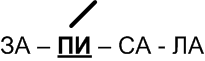 ЗА – ПИ – СА - ЛА